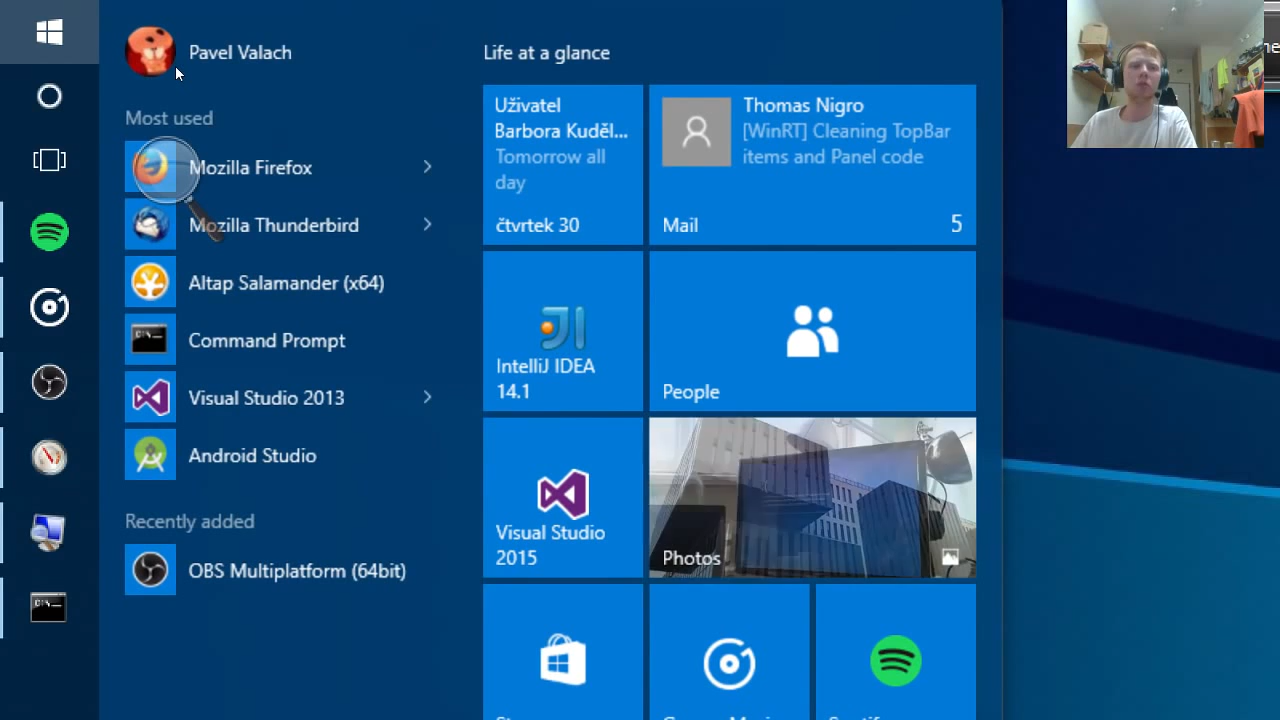 Pavel Valach
Most used
Mozilla Firefox
Mozilla Thunderbird
Altap Salamander (x64)
Command Prompt
Visual Studio 2013
Android Studio
Recently added
OBS Multiplatform (64bit)
Life at a glance
Uživatel
Barbora Kuděl...
Tomorrow all
day
čtvrtek 30
Thomas Nigro
[WinRT] Cleaning TopBar
items and Panel code
Mail 5
IntelliJ IDEA
14.1
People
Visual Studio
2015
Photos